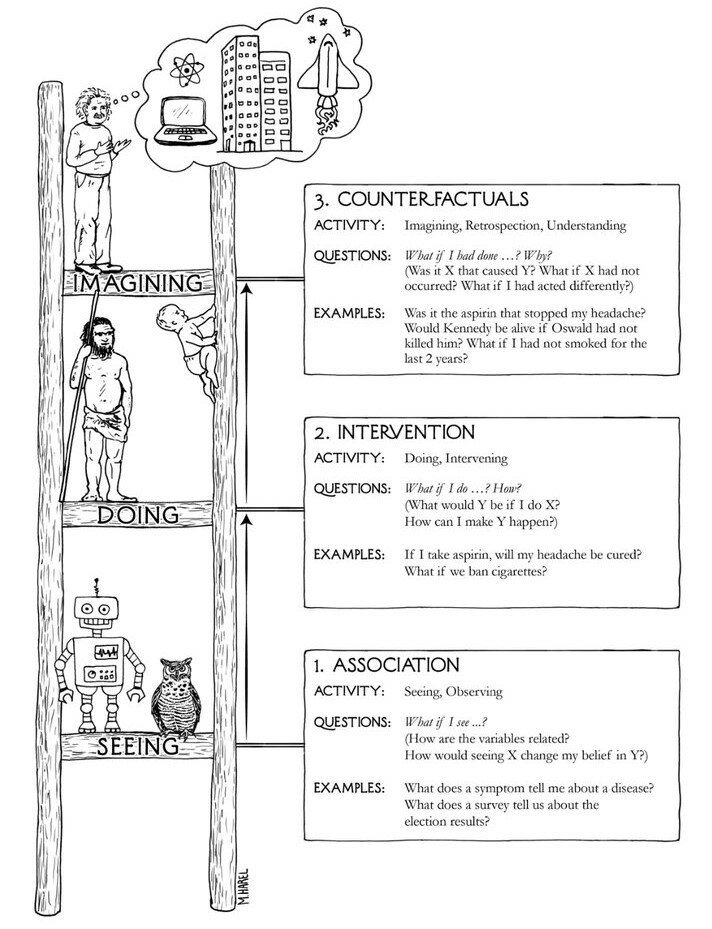 3. COUNTERFACTUALS
ACTIVITY: Imagining, Retrospection, Understanding
QUESTIONS: What if I had done …? Why?
(Was it X that caused Y? What if X had not
occurred? What if I had acted differently?)
EXAMPLES: Was it the aspirin that stopped my headache?
Would Kennedy be alive if Oswald had not
killed him? What if I had not smoked for the
last 2 years?
IMAGINING
2. INTERVENTION
ACTIVITY: Doing, Intervening
QUESTIONS: What if I do …? How?
(What would Y be if I do X?
How can I make Y happen?)
EXAMPLES: If I take aspirin, will my headache be cured?
What if we ban cigarettes?
DOING
1. ASSOCIATION
ACTIVITY: Seeing, Observing
QUESTIONS: What if I see ...?
(How are the variables related?
How would seeing X change my belief in Y?)
EXAMPLES: What does a symptom tell me about a disease?
What does a survey tell us about the
election results?
SEEING
M.HAREL